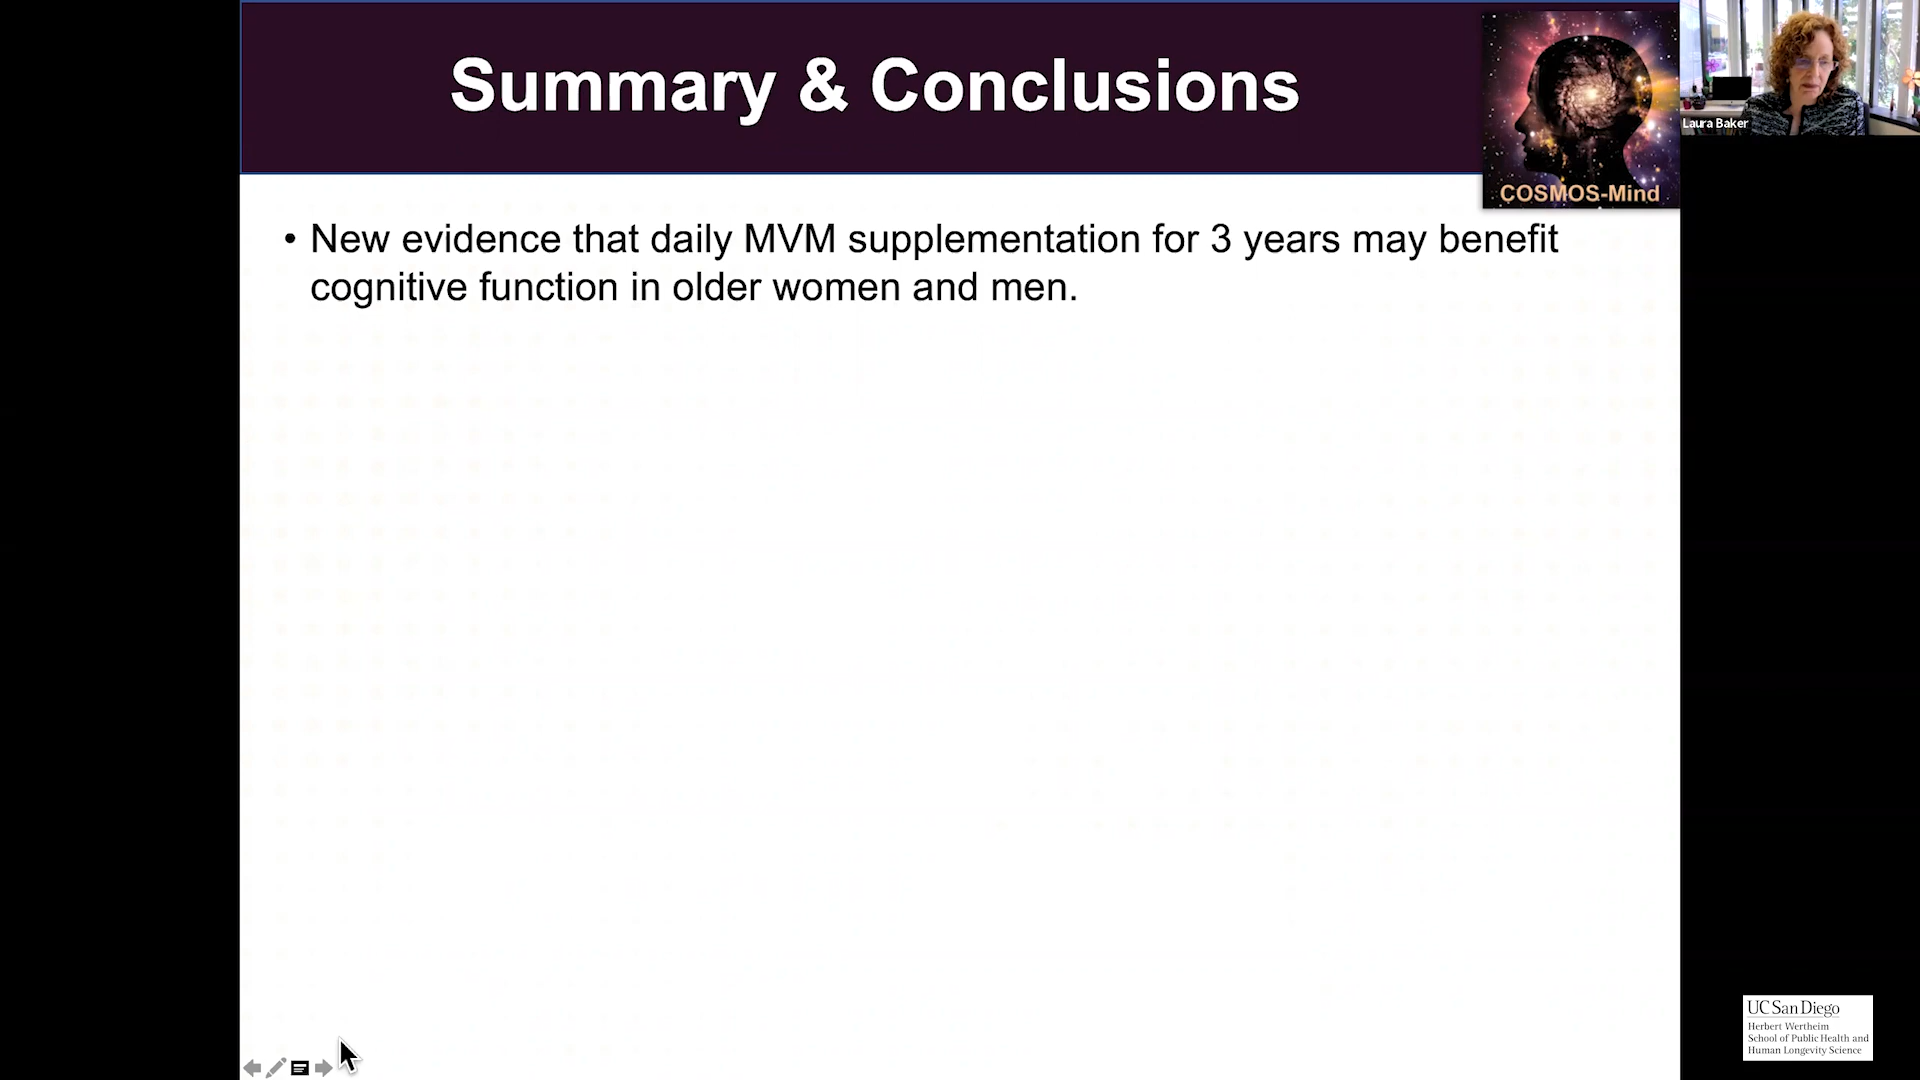 Summary & Conclusions
COSMOS-Mind
Laura Baker
• New evidence that daily MVM supplementation for 3 years may benefit
cognitive function in older women and men.
UC San Diego
Herbert Wertheim
School of Public Health and
Human Longevity Science